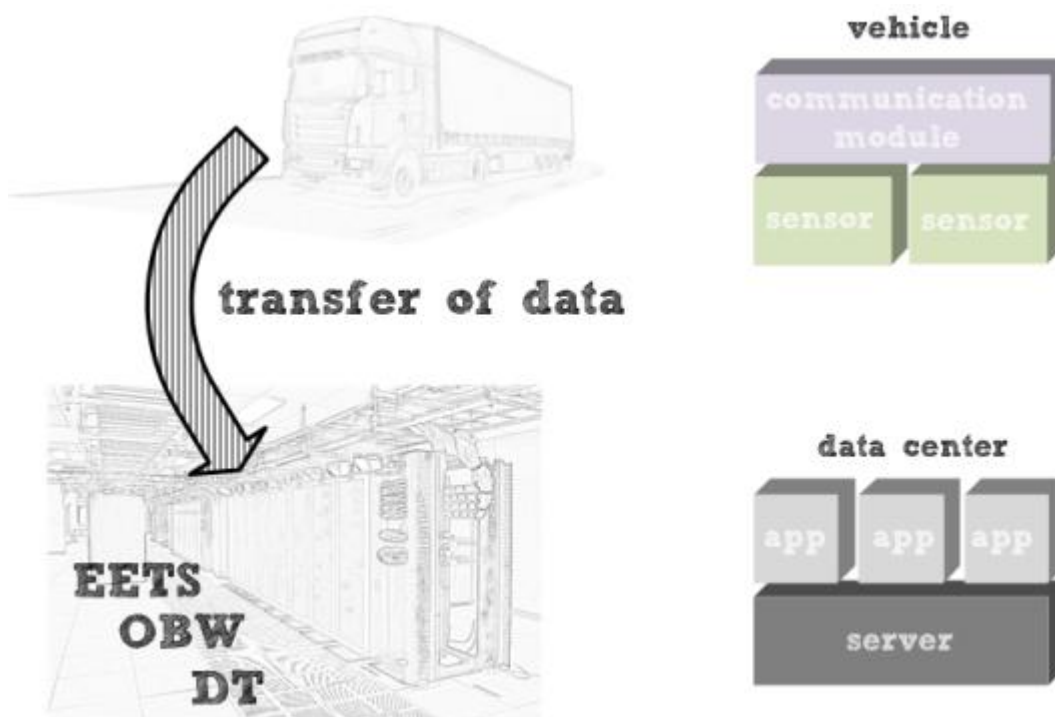 vehicle
communication
module
sensor sensor
transfer of data
data center
app app app
server
EETS
OBW
DT